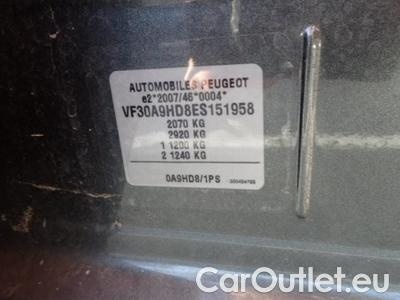 AUTOMOBILES PEUGEOT
e2*2007/46*0004*
VF30A9HD8ES151958
2070 KG
2920 KG
1 1200 KG
2 1240 KG
0A9HD8/1PS
CarOutlet.eu